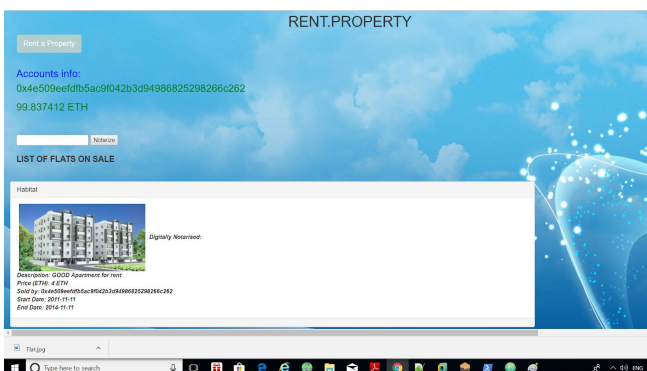 RENT.PROPERTY
Rent a Property
Accounts info:
0x4e509eefdfb5ac9f042b3d94986825298266c262
99.837412 ETH
Notarize
LIST OF FLATS ON SALE
Habitat
Digitally Notarised:
Description: GOOD Apartment for rent
Price (ETH): 4 ETH
Sold by: 0x4e509eefdfb5ac9f042b3d94986825298266c262
Start Date: 2011-11-11
End Date: 2014-11-11
Flat.jpg
Type here to search
ENG